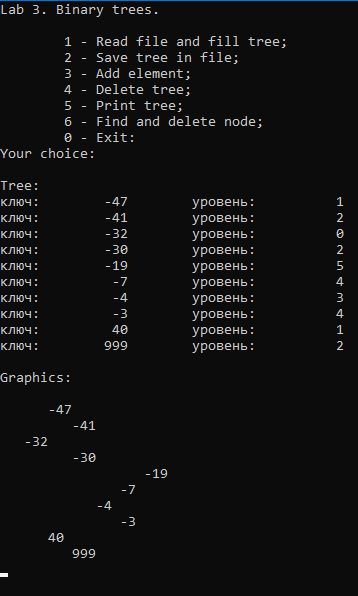 Lab 3. Binary trees.
1 - Read file and fill tree;
2 - Save tree in file;
3 - Add element;
4 - Delete tree;
5 - Print tree;
6 - Find and delete node;
0 - Exit:
Your choice:
Tree:
ключ: -47 уровень: 1
ключ: -41 уровень: 2
ключ: -32 уровень: 0
ключ: -30 уровень: 2
ключ: -19 уровень: 5
ключ: -7 уровень: 4
ключ: -4 уровень: 3
ключ: -3 уровень: 4
ключ: 40 уровень: 1
ключ: 999 уровень: 2
Graphics:
-47
-41
-32
-30
-19
-7
-4
-3
40
999